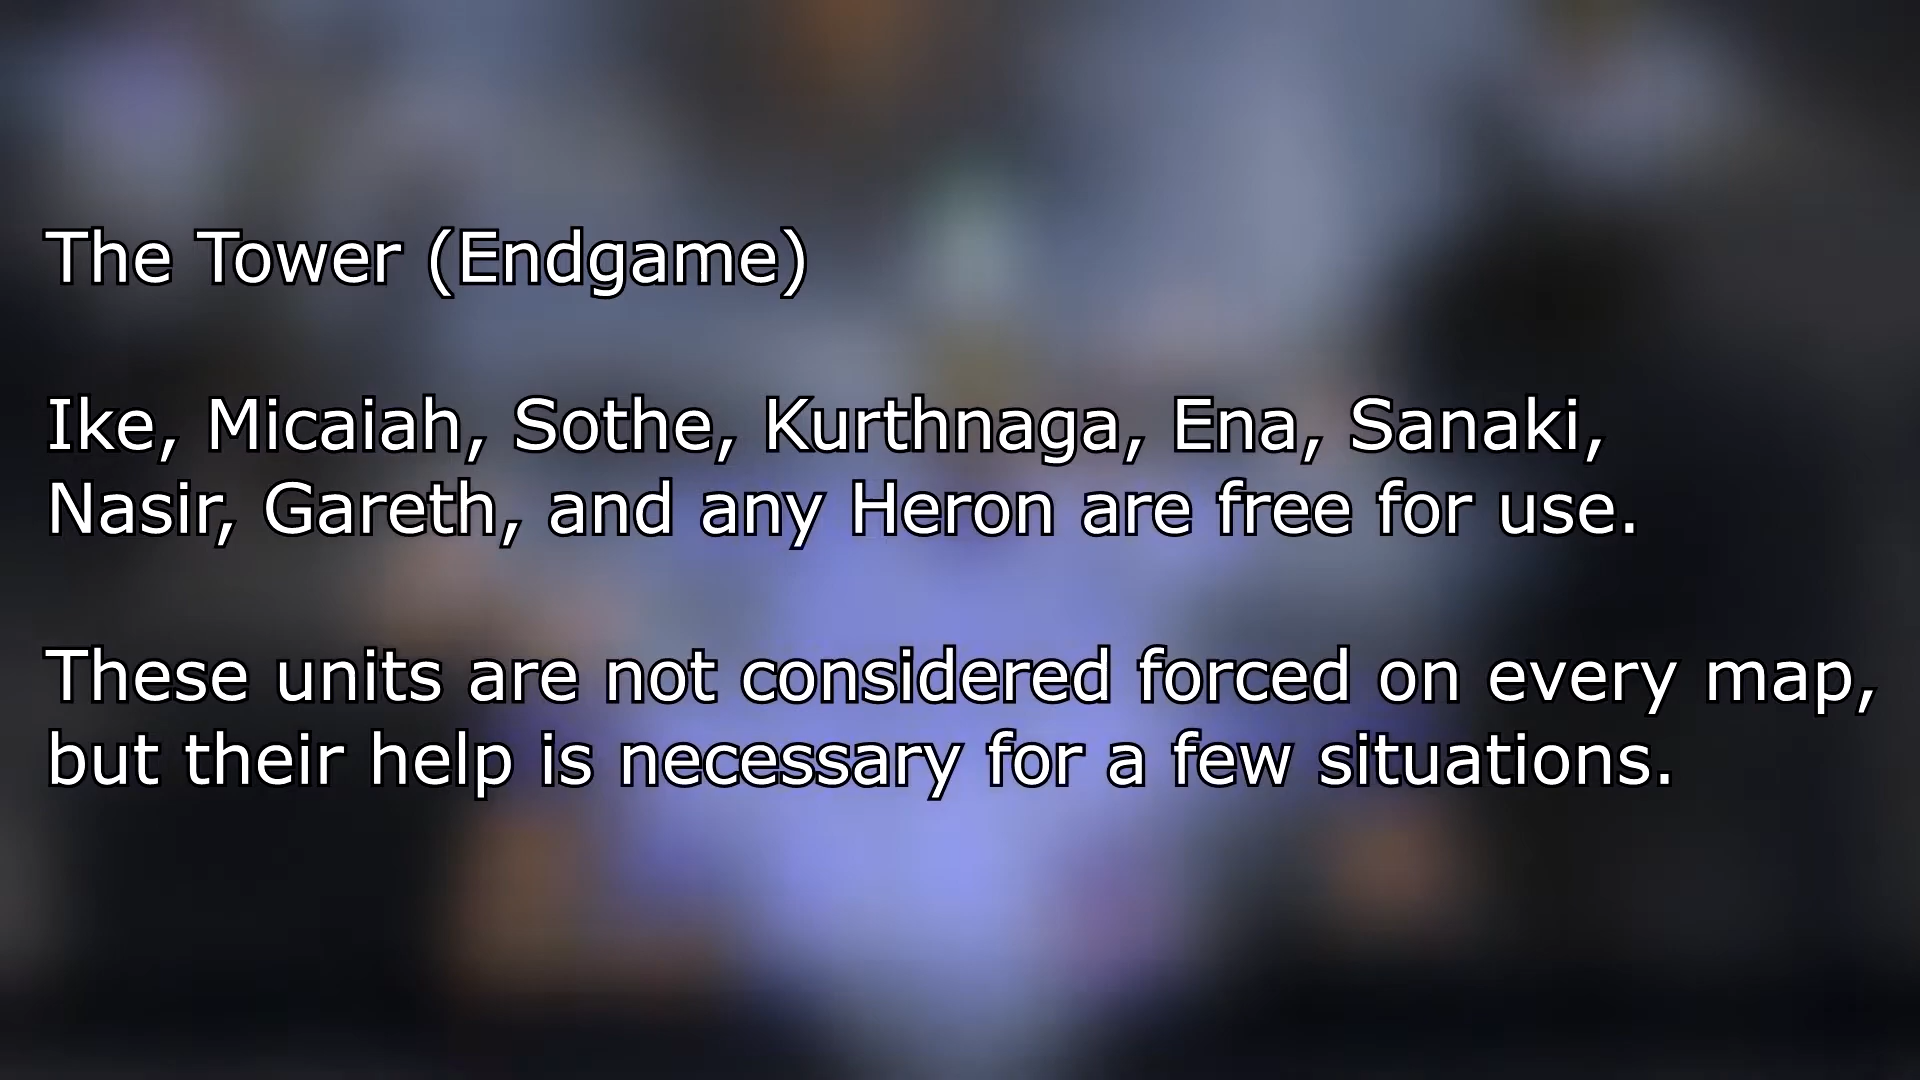 The Tower (Endgame)
Ike, Micaiah, Sothe, Kurthnaga, Ena, Sanaki,
Nasir, Gareth, and any Heron are free for use.
These units are not considered forced on every map,
but their help is necessary for a few situations.